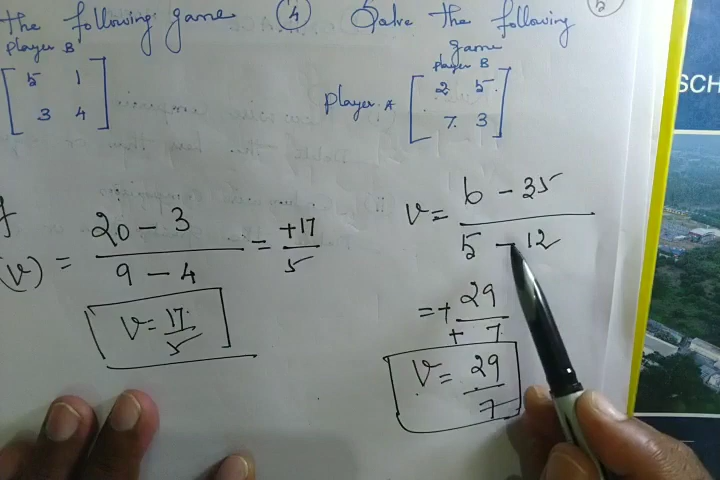 the following game
player B
5 1
3 4
(V) = 20 - 3 / 9 - 4 = +17 / 5
V = 17 / 5
4 Solve the following
game
player B
player A
2 5
7 3
V = 6 - 35 / 5 - 12
= + 29 / + 7
V = 29 / 7
SCH